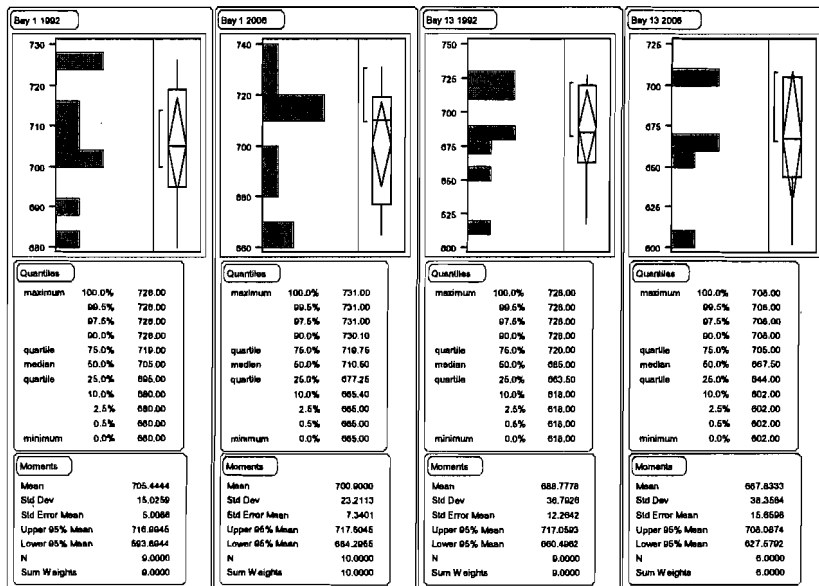 Bay 1 1992
730
720
710
700
690
680
Quantiles
maximum 100.0% 726.00
99.5% 726.00
97.5% 726.00
90.0% 726.00
quartile 75.0% 719.00
median 50.0% 705.00
quartile 25.0% 695.00
10.0% 680.00
2.5% 680.00
0.5% 680.00
minimum 0.0% 680.00
Moments
Mean 705.4444
Std Dev 15.0259
Std Error Mean 5.0086
Upper 95% Mean 716.9945
Lower 95% Mean 693.8944
N 9.0000
Sum Weights 9.0000
Bay 1 2006
740
720
700
680
660
Quantiles
maximum 100.0% 731.00
99.5% 731.00
97.5% 731.00
90.0% 730.10
quartile 75.0% 719.75
median 50.0% 710.50
quartile 25.0% 677.25
10.0% 665.40
2.5% 665.00
0.5% 665.00
minimum 0.0% 665.00
Moments
Mean 700.9000
Std Dev 23.2113
Std Error Mean 7.3401
Upper 95% Mean 717.5045
Lower 95% Mean 684.2955
N 10.0000
Sum Weights 10.0000
Bay 13 1992
750
725
700
675
650
625
600
Quantiles
maximum 100.0% 728.00
99.5% 728.00
97.5% 728.00
90.0% 728.00
quartile 75.0% 720.00
median 50.0% 685.00
quartile 25.0% 663.50
10.0% 618.00
2.5% 618.00
0.5% 618.00
minimum 0.0% 618.00
Moments
Mean 688.7778
Std Dev 36.7926
Std Error Mean 12.2642
Upper 95% Mean 717.0593
Lower 95% Mean 660.4962
N 9.0000
Sum Weights 9.0000
Bay 13 2006
725
700
675
650
625
600
Quantiles
maximum 100.0% 708.00
99.5% 708.00
97.5% 708.00
90.0% 708.00
quartile 75.0% 705.00
median 50.0% 667.50
quartile 25.0% 644.00
10.0% 602.00
2.5% 602.00
0.5% 602.00
minimum 0.0% 602.00
Moments
Mean 667.8333
Std Dev 38.3584
Std Error Mean 15.6598
Upper 95% Mean 708.0874
Lower 95% Mean 627.5792
N 6.0000
Sum Weights 6.0000